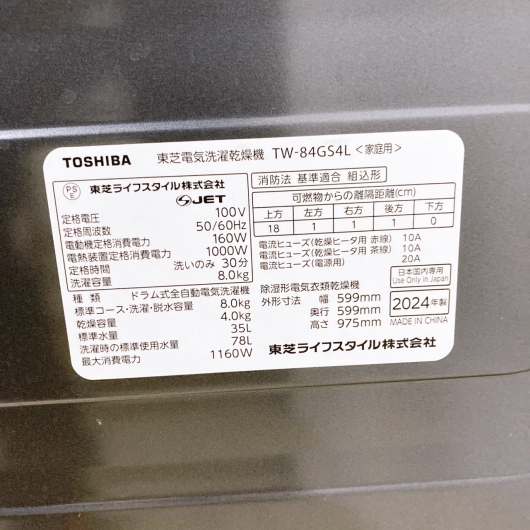 TOSHIBA 東芝電気洗濯乾燥機 TW-84GS4L <家庭用>
PS E 東芝ライフスタイル株式会社
JET
定格電圧 100V
定格周波数 50/60Hz
電動機定格消費電力 160W
電熱装置定格消費電力 1000W
定格時間 洗いのみ 30分
洗濯容量 8.0kg
種類 ドラム式全自動電気洗濯機
標準コース・洗濯・脱水容量 8.0kg
乾燥容量 4.0kg
標準水量 35L
洗濯時の標準使用水量 78L
最大消費電力 1160W
消防法 基準適合 組込形
可燃物からの離隔距離(cm)
上方 左方 右方 後方 下方
18 1 1 1 0
電流ヒューズ(乾燥ヒータ用 赤線) 10A
電流ヒューズ(乾燥ヒータ用 茶線) 10A
電流ヒューズ(電源用) 20A
日本国内専用
Use Only in Japan
除湿形電気衣類乾燥機
外形寸法 幅 599mm
奥行 599mm
高さ 975mm
2024年製
MADE IN CHINA
東芝ライフスタイル株式会社